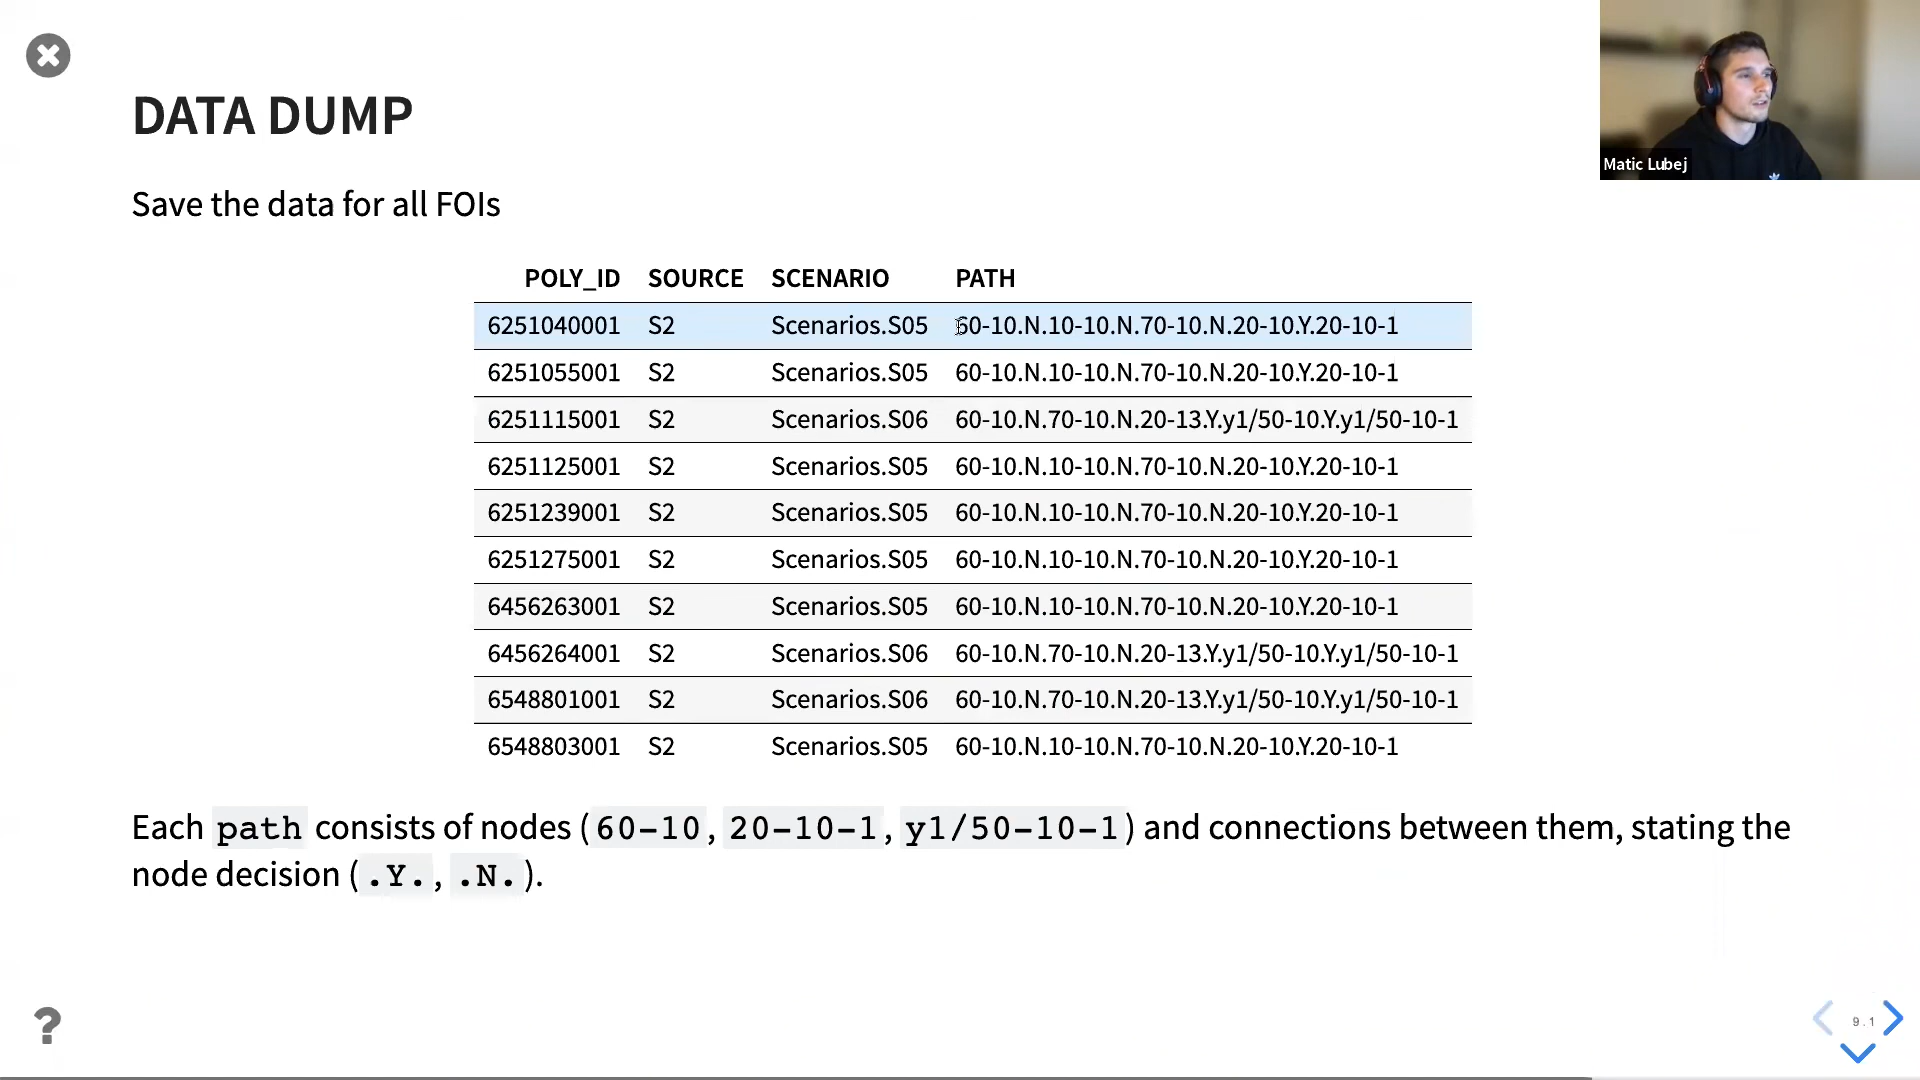 DATA DUMP
Matic Lubej
Save the data for all FOIs
POLY_ID SOURCE SCENARIO PATH
6251040001 S2 Scenarios.S05 60-10.N.10-10.N.70-10.N.20-10.Y.20-10-1
6251055001 S2 Scenarios.S05 60-10.N.10-10.N.70-10.N.20-10.Y.20-10-1
6251115001 S2 Scenarios.S06 60-10.N.70-10.N.20-13.Y.y1/50-10.Y.y1/50-10-1
6251125001 S2 Scenarios.S05 60-10.N.10-10.N.70-10.N.20-10.Y.20-10-1
6251239001 S2 Scenarios.S05 60-10.N.10-10.N.70-10.N.20-10.Y.20-10-1
6251275001 S2 Scenarios.S05 60-10.N.10-10.N.70-10.N.20-10.Y.20-10-1
6456263001 S2 Scenarios.S05 60-10.N.10-10.N.70-10.N.20-10.Y.20-10-1
6456264001 S2 Scenarios.S06 60-10.N.70-10.N.20-13.Y.y1/50-10.Y.y1/50-10-1
6548801001 S2 Scenarios.S06 60-10.N.70-10.N.20-13.Y.y1/50-10.Y.y1/50-10-1
6548803001 S2 Scenarios.S05 60-10.N.10-10.N.70-10.N.20-10.Y.20-10-1
Each path consists of nodes (60-10, 20-10-1, y1/50-10-1) and connections between them, stating the
node decision (.Y., .N.).
?
9.1